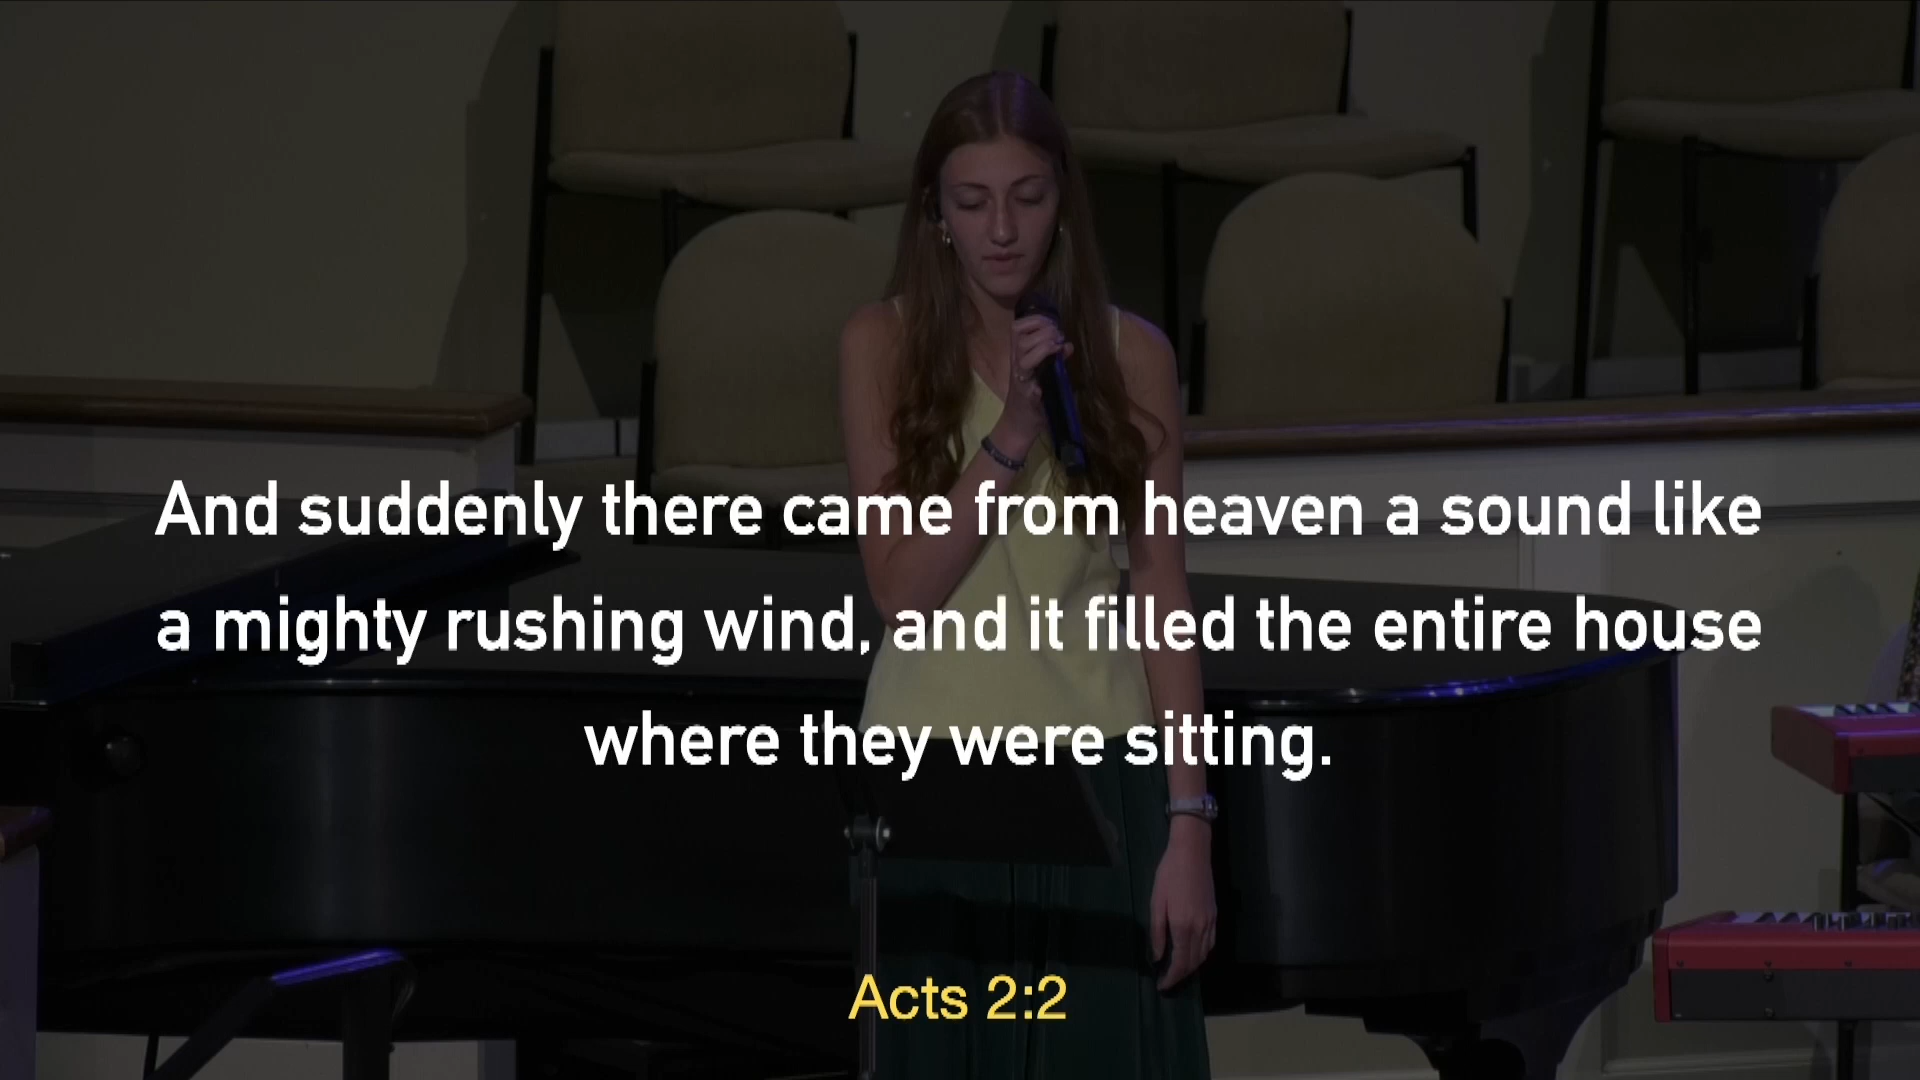 And suddenly there came from heaven a sound like
a mighty rushing wind, and it filled the entire house
where they were sitting.
Acts 2:2